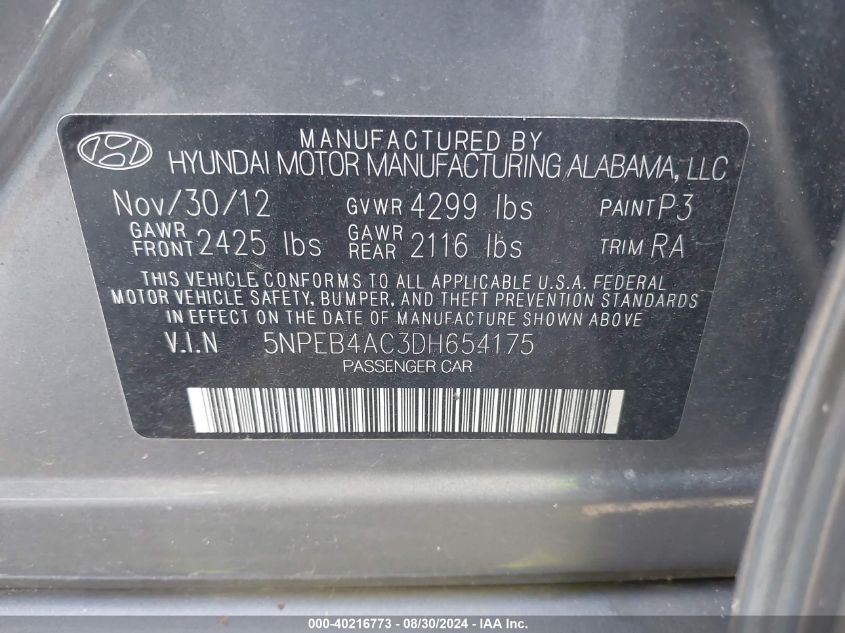 MANUFACTURED BY
HYUNDAI MOTOR MANUFACTURING ALABAMA, LLC
Nov/30/12 GVWR 4299 lbs PAINT P3
GAWR FRONT 2425 lbs GAWR REAR 2116 lbs TRIM RA
THIS VEHICLE CONFORMS TO ALL APPLICABLE U.S.A. FEDERAL
MOTOR VEHICLE SAFETY, BUMPER, AND THEFT PREVENTION STANDARDS
IN EFFECT ON THE DATE OF MANUFACTURE SHOWN ABOVE.
V.I.N 5NPEB4AC3DH654175
PASSENGER CAR
000-40216773 - 08/30/2024 - IAA Inc.